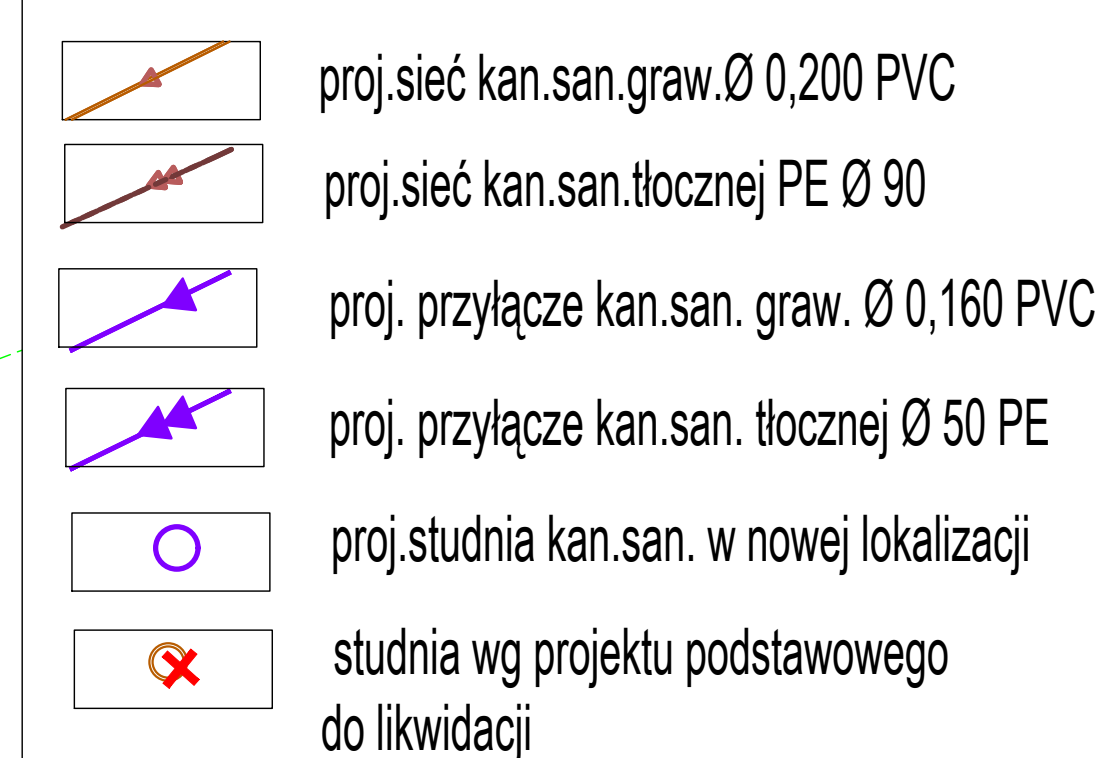 proj.sieć kan.san.graw.Ø 0,200 PVC
proj.sieć kan.san.tłocznej PE Ø 90
proj. przyłącze kan.san. graw. Ø 0,160 PVC
proj. przyłącze kan.san. tłocznej Ø 50 PE
proj.studnia kan.san. w nowej lokalizacji
studnia wg projektu podstawowego
do likwidacji